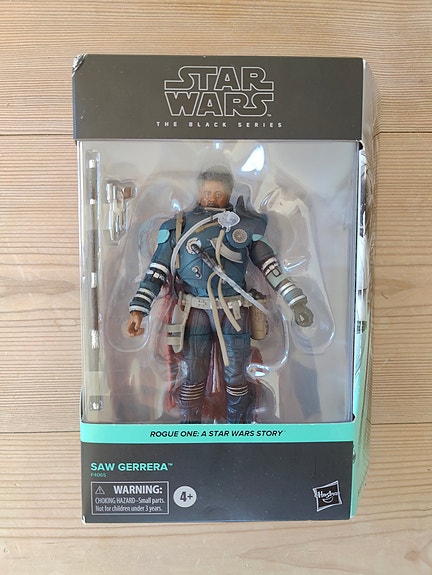 STAR
WARS
THE BLACK SERIES
ROGUE ONE: A STAR WARS STORY
SAW GERRERA™
F4065
WARNING:
CHOKING HAZARD–Small parts.
Not for children under 3 years.
4+
Hasbro